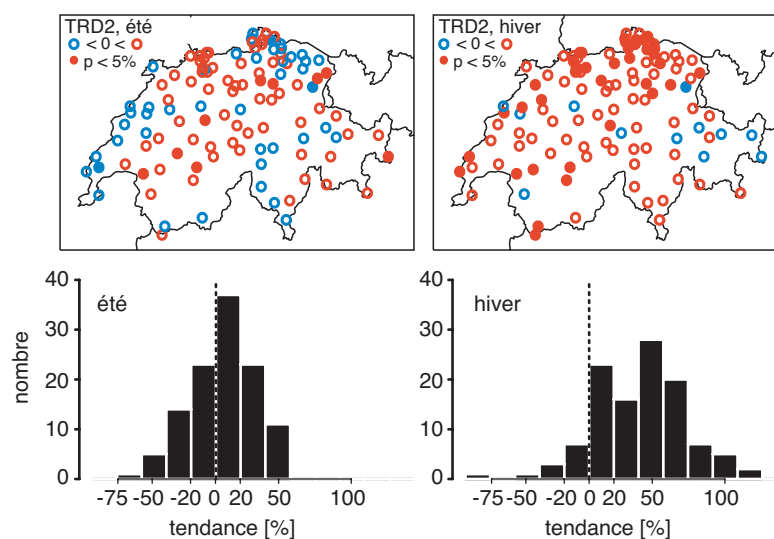 TRD2, été
< 0 <
p < 5%
TRD2, hiver
< 0 <
p < 5%
40
30
20
10
0
nombre
été
-75 -50 -20 0 20 50 100
tendance [%]
40
30
20
10
0
hiver
-75 -50 -20 0 20 50 100
tendance [%]